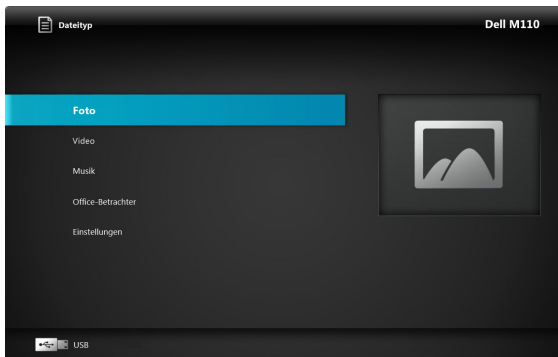 Dateityp
Dell M110
Foto
Video
Musik
Office-Betrachter
Einstellungen
USB